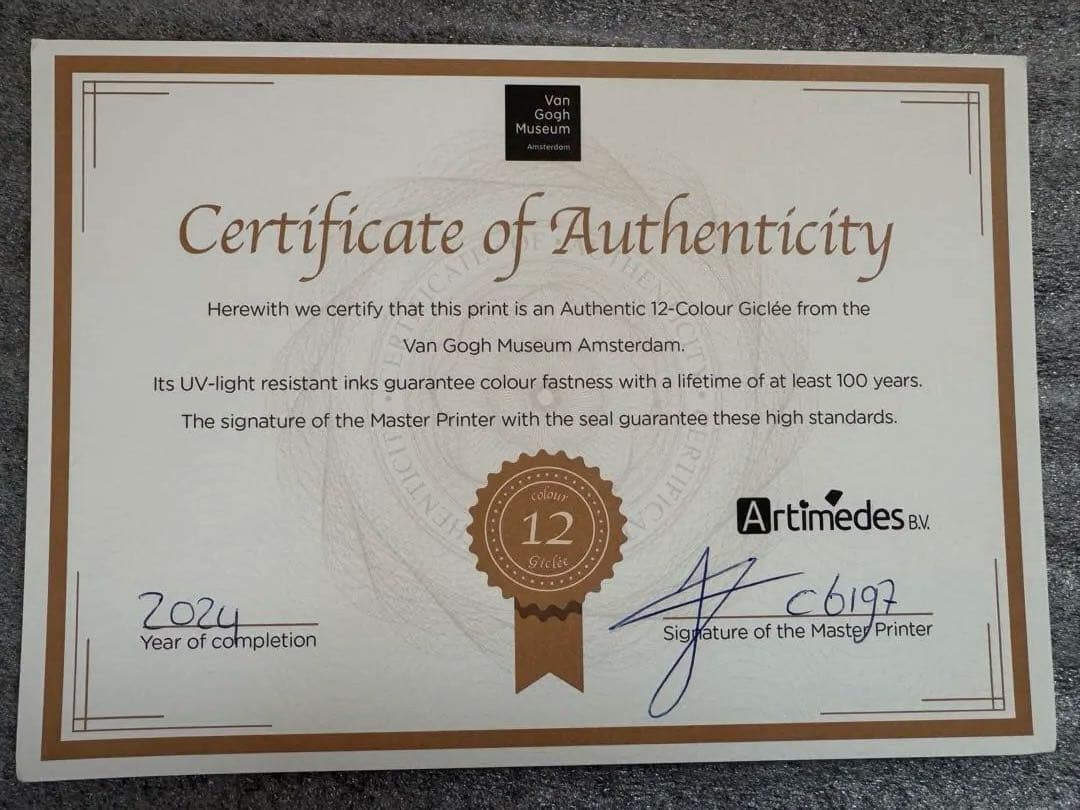 Van
Gogh
Museum
Amsterdam
Certificate of Authenticity
Herewith we certify that this print is an Authentic 12-Colour Giclée from the
Van Gogh Museum Amsterdam.
Its UV-light resistant inks guarantee colour fastness with a lifetime of at least 100 years.
The signature of the Master Printer with the seal guarantee these high standards.
colour
12
Giclée
Artimedes B.V.
2024
Year of completion
C6197
Signature of the Master Printer